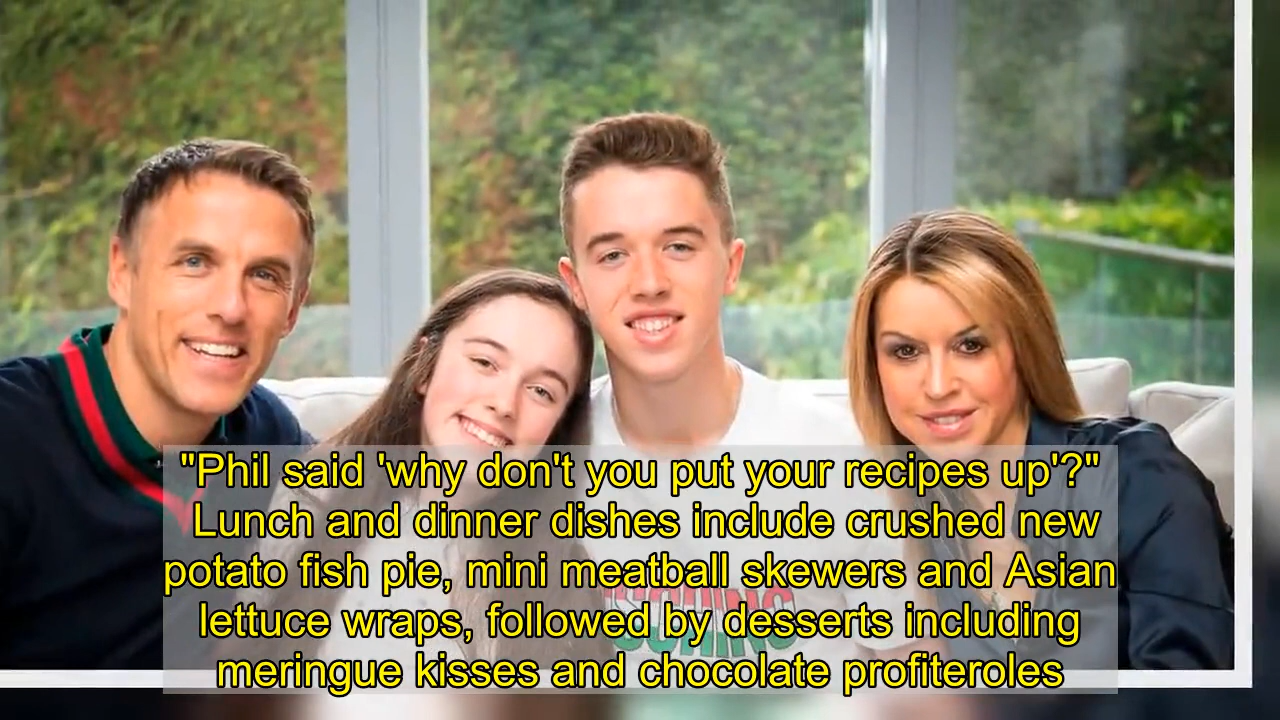 "Phil said 'why don't you put your recipes up'?"
Lunch and dinner dishes include crushed new
potato fish pie, mini meatball skewers and Asian
lettuce wraps, followed by desserts including
meringue kisses and chocolate profiteroles